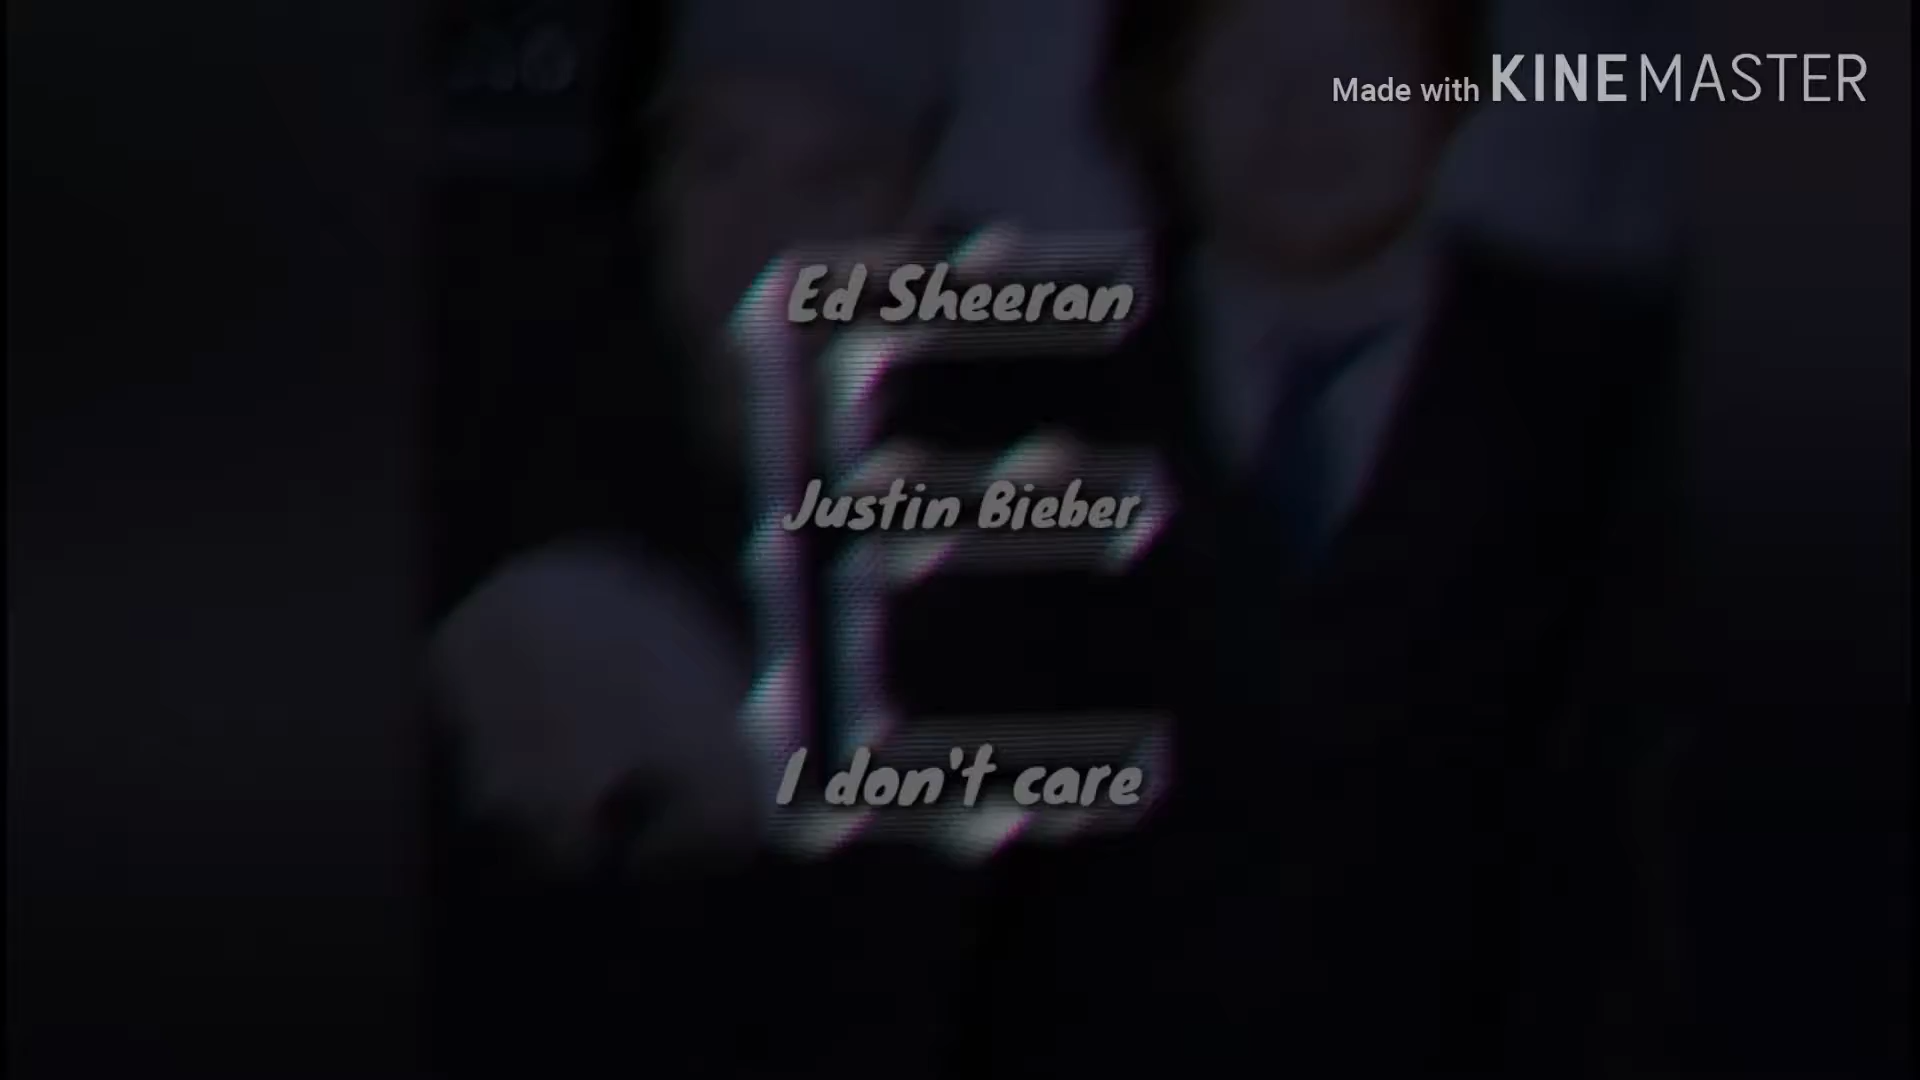 Made with KINEMASTER
Ed Sheeran
Justin Bieber
I don't care
E